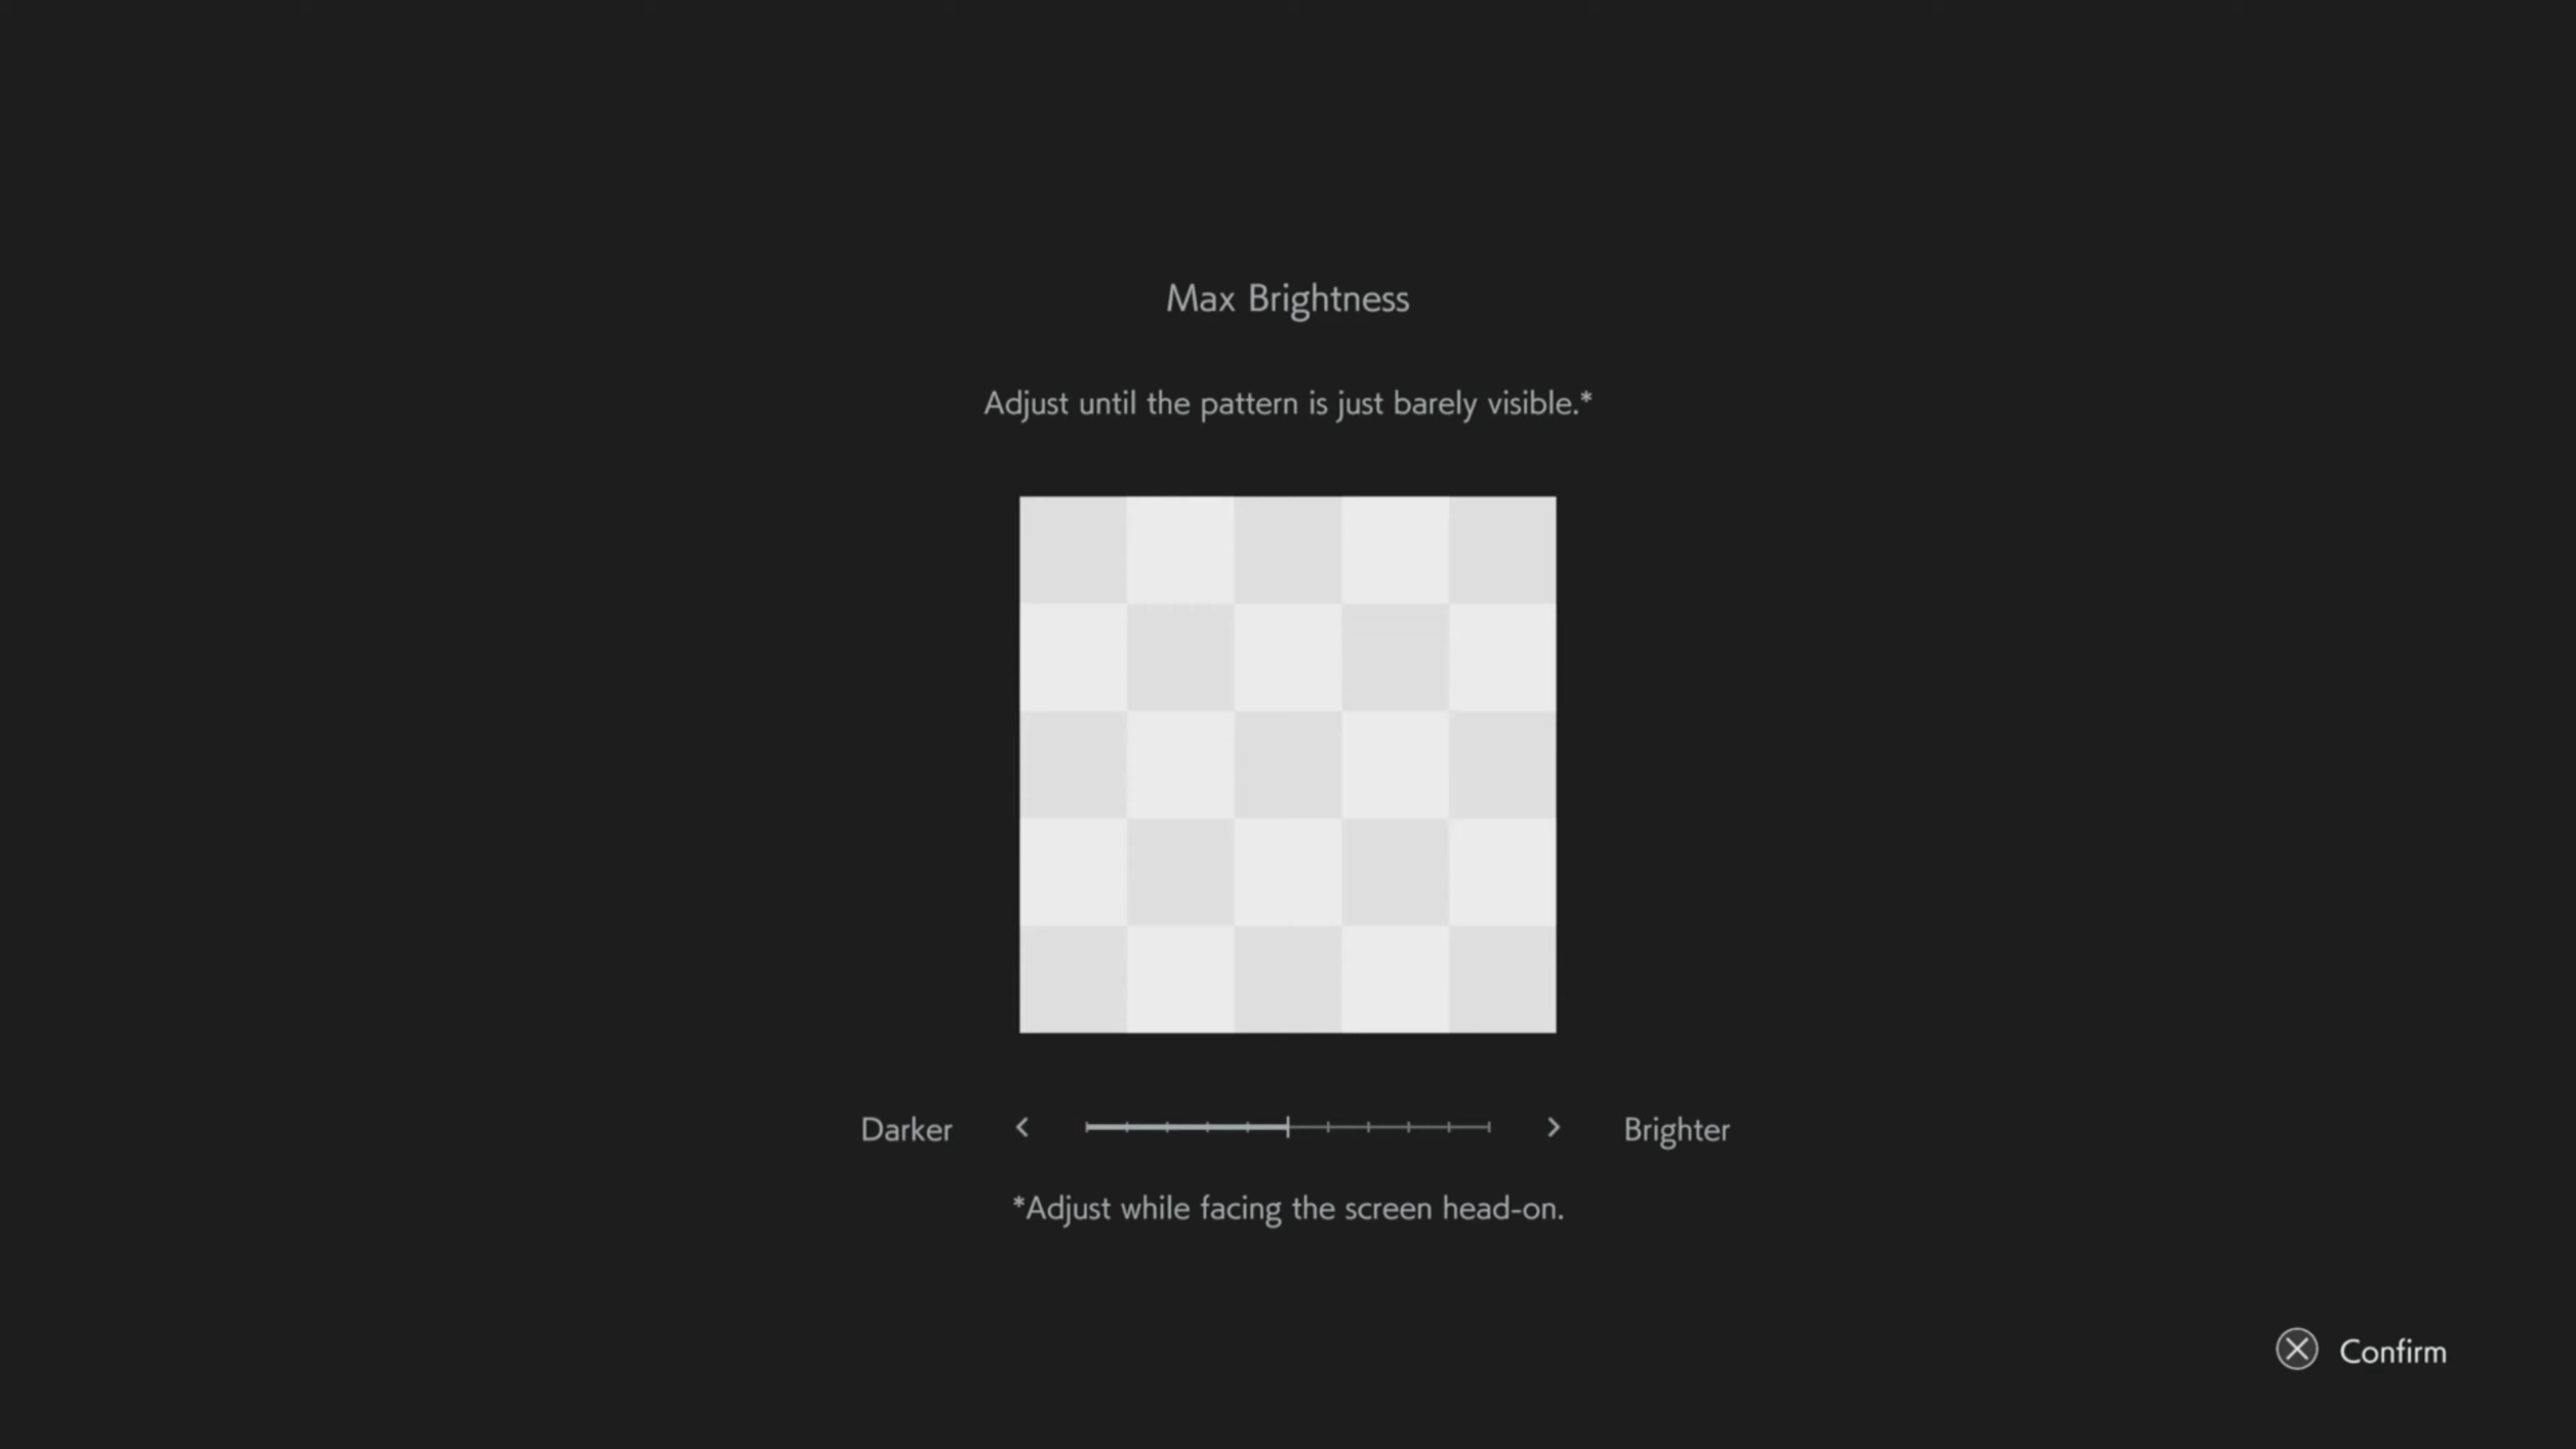 Max Brightness
Adjust until the pattern is just barely visible.*
Darker
Brighter
*Adjust while facing the screen head-on.
Confirm